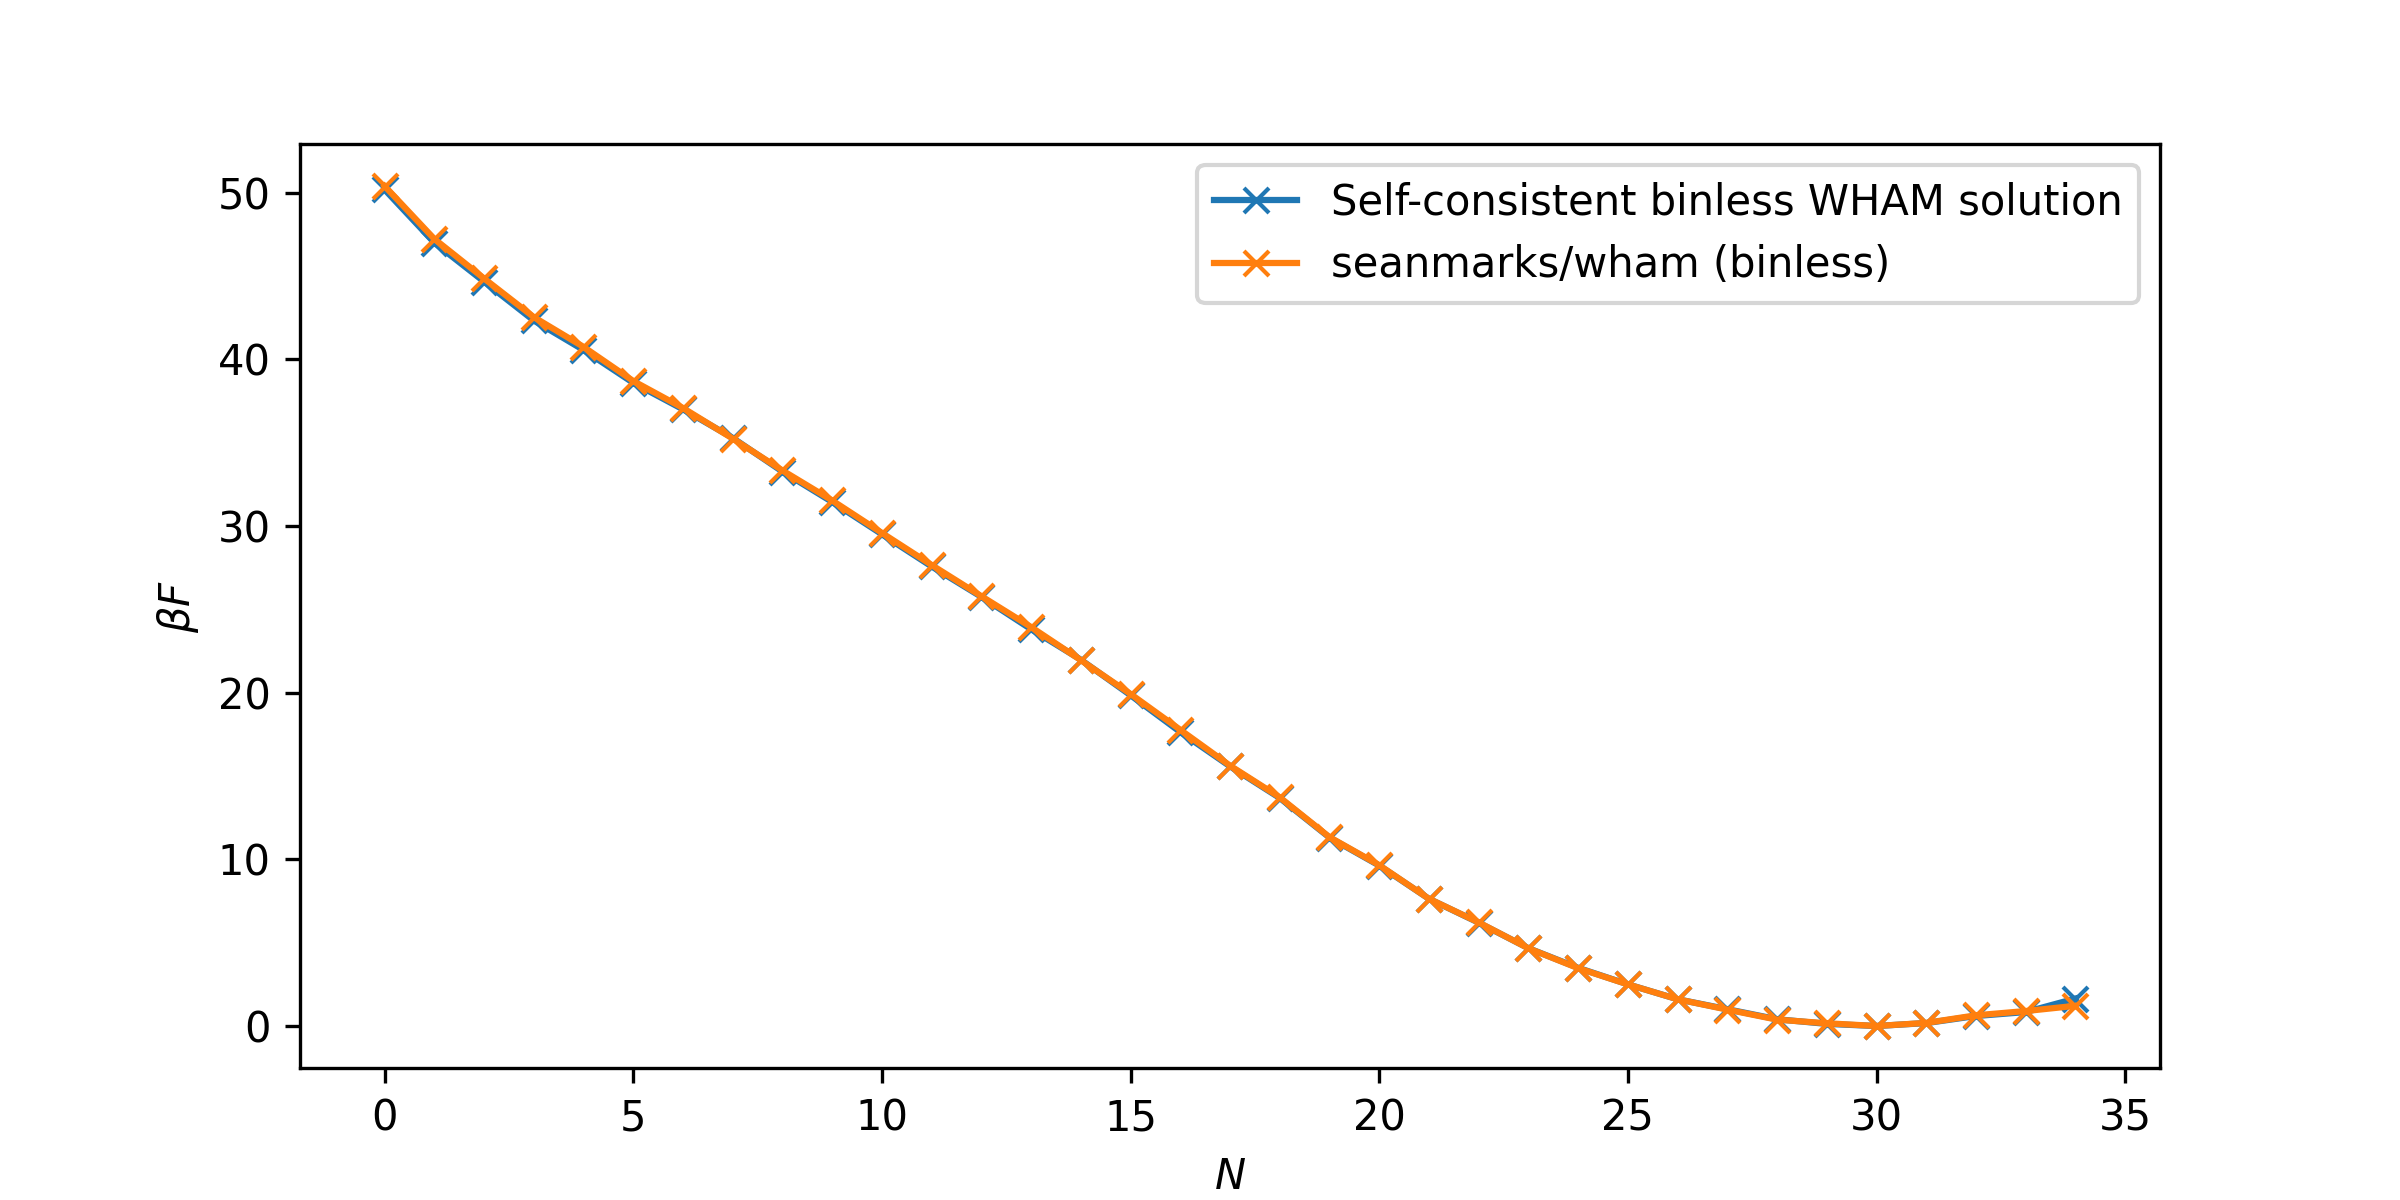 Self-consistent binless WHAM solution
seanmarks/wham (binless)
50
40
30
20
10
0
βF
0 5 10 15 20 25 30 35
N